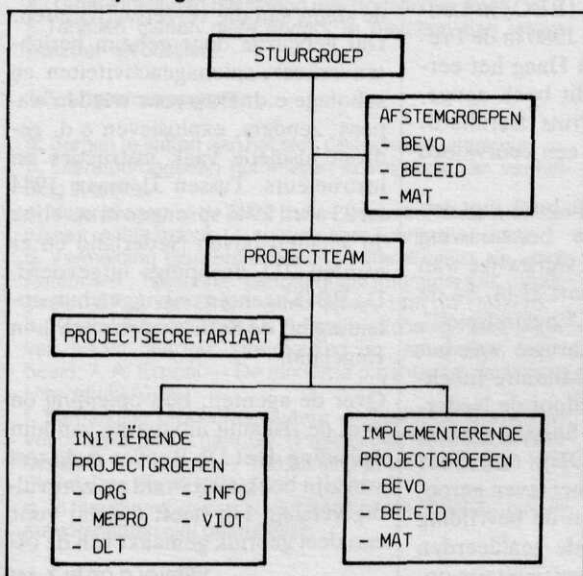 STUURGROEP
AFSTEMGROEPEN
- BEVO
- BELEID
- MAT
PROJECTTEAM
PROJECTSECRETARIAAT
INITIËRENDE
PROJECTGROEPEN
- ORG - INFO
- MEPRO - VIOT
- DLT
IMPLEMENTERENDE
PROJECTGROEPEN
- BEVO
- BELEID
- MAT